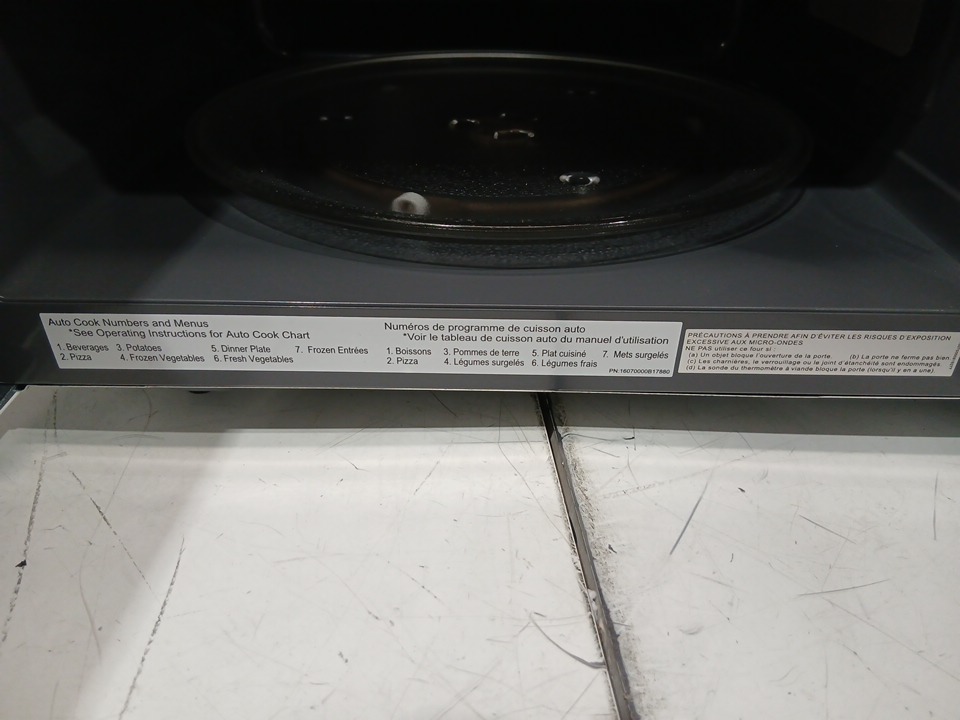 Auto Cook Numbers and Menus
*See Operating Instructions for Auto Cook Chart
1. Beverages 3. Potatoes 5. Dinner Plate 7. Frozen Entrées
2. Pizza 4. Frozen Vegetables 6. Fresh Vegetables
Numéros de programme de cuisson auto
*Voir le tableau de cuisson auto du manuel d'utilisation
1. Boissons 3. Pommes de terre 5. Plat cuisiné 7. Mets surgelés
2. Pizza 4. Légumes surgelés 6. Légumes frais
PN:16070000B17880
PRÉCAUTIONS À PRENDRE AFIN D'ÉVITER LES RISQUES D'EXPOSITION
EXCESSIVE AUX MICRO-ONDES
NE PAS utiliser ce four si :
(a) Un objet bloque l'ouverture de la porte. (b) La porte ne ferme pas bien.
(c) Les charnières, le verrouillage ou le joint d'étanchéité sont endommagés.
(d) La sonde du thermomètre à viande bloque la porte (lorsqu'il y en a une).